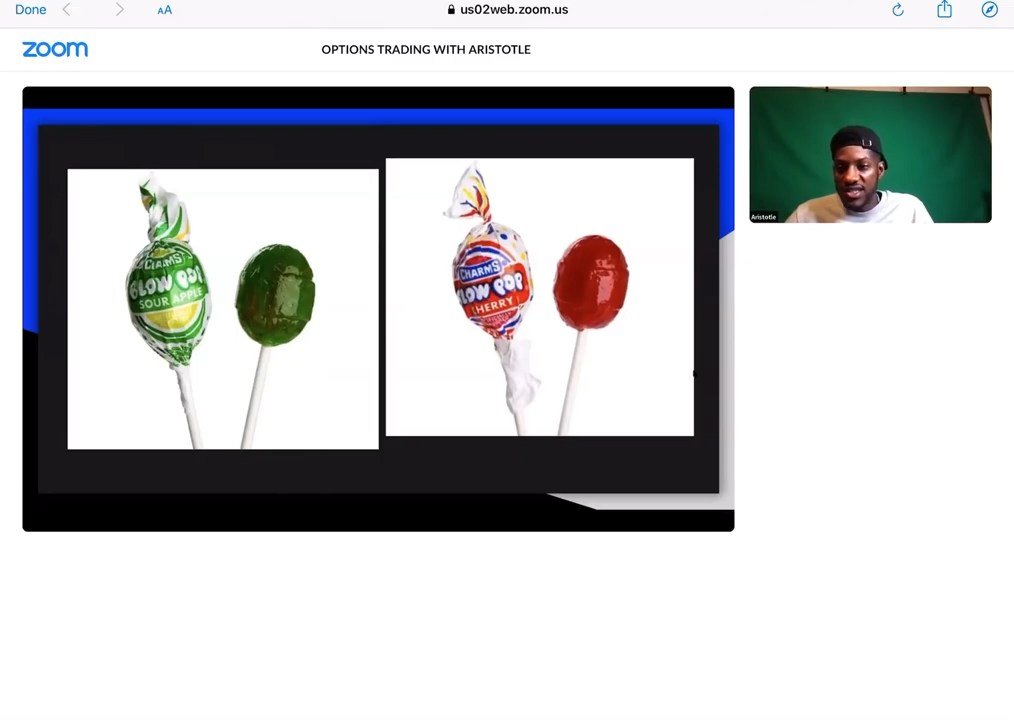 Done
AA
us02web.zoom.us
zoom
OPTIONS TRADING WITH ARISTOTLE
CHARMS
BLOW POP
SOUR APPLE
CHARMS
BLOW POP
CHERRY
Aristotle